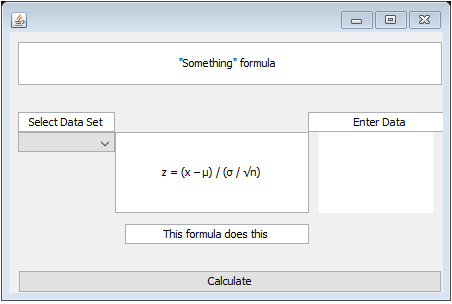 "Something" formula
Select Data Set
Enter Data
z = (x – μ) / (σ / √n)
This formula does this
Calculate